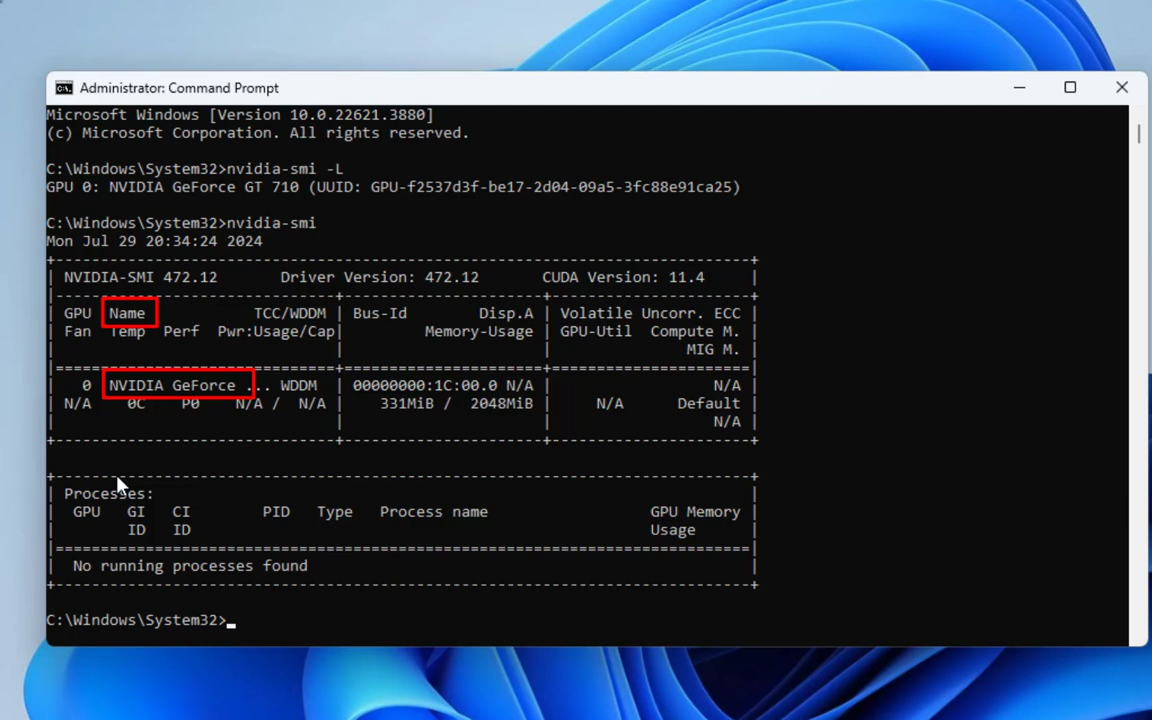 Administrator: Command Prompt
Microsoft Windows [Version 10.0.22621.3880]
(c) Microsoft Corporation. All rights reserved.
C:\Windows\System32>nvidia-smi -L
GPU 0: NVIDIA GeForce GT 710 (UUID: GPU-f2537d3f-be17-2d04-09a5-3fc88e91ca25)
C:\Windows\System32>nvidia-smi
Mon Jul 29 20:34:24 2024
NVIDIA-SMI 472.12 Driver Version: 472.12 CUDA Version: 11.4
GPU Name TCC/WDDM | Bus-Id Disp.A | Volatile Uncorr. ECC
Fan Temp Perf Pwr:Usage/Cap| Memory-Usage | GPU-Util Compute M.
MIG M.
0 NVIDIA GeForce ... WDDM | 00000000:1C:00.0 N/A | N/A
N/A 0C P0 N/A / N/A | 331MiB / 2048MiB | N/A Default
N/A
Processes:
GPU GI CI PID Type Process name GPU Memory
ID ID Usage
No running processes found
C:\Windows\System32>